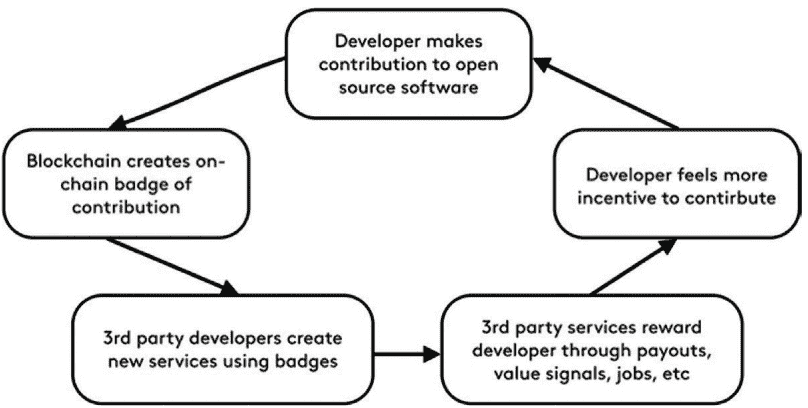 Developer makes
contribution to open
source software
Blockchain creates on-
chain badge of
contribution
Developer feels more
incentive to contirbute
3rd party developers create
new services using badges
3rd party services reward
developer through payouts,
value signals, jobs, etc